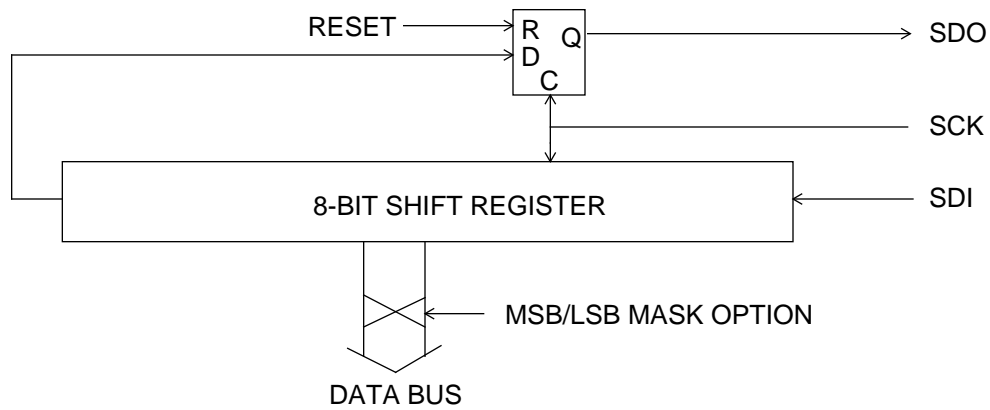 RESET
R
Q
SDO
D
C
SCK
8-BIT SHIFT REGISTER
SDI
MSB/LSB MASK OPTION
DATA BUS